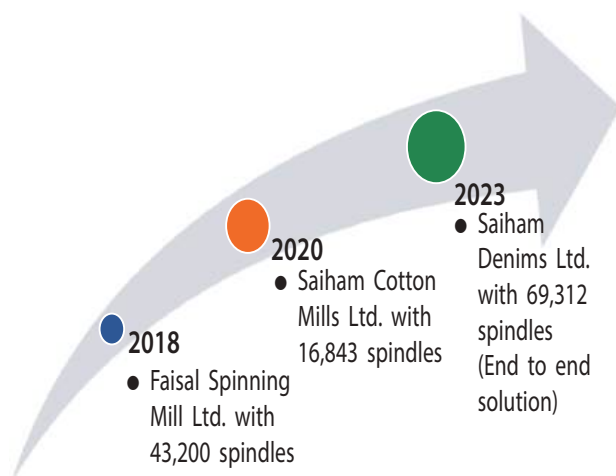 2018
● Faisal Spinning
Mill Ltd. with
43,200 spindles
2020
● Saiham Cotton
Mills Ltd. with
16,843 spindles
2023
● Saiham
Denims Ltd.
with 69,312
spindles
(End to end
solution)